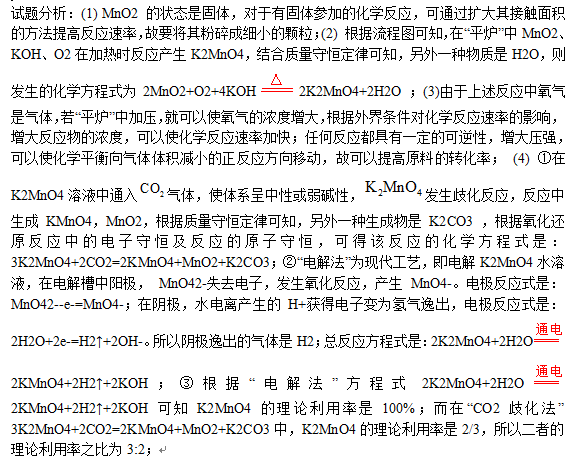 试题分析：(1) MnO2 的状态是固体，对于有固体参加的化学反应，可通过扩大其接触面积
的方法提高反应速率，故要将其粉碎成细小的颗粒；(2) 根据流程图可知，在“平炉”中 MnO2、
KOH、O2 在加热时反应产生 K2MnO4，结合质量守恒定律可知，另外一种物质是 H2O，则
发生的化学方程式为 2MnO2+O2+4KOH △ 2K2MnO4+2H2O ；(3)由于上述反应中氧气
是气体，若“平炉”中加压，就可以使氧气的浓度增大，根据外界条件对化学反应速率的影响，
增大反应物的浓度，可以使化学反应速率加快；任何反应都具有一定的可逆性，增大压强，
可以使化学平衡向气体体积减小的正反应方向移动，故可以提高原料的转化率； (4) ①在
K2MnO4 溶液中通入 CO2 气体，使体系呈中性或弱碱性， K2MnO4 发生歧化反应，反应中
生成 KMnO4，MnO2，根据质量守恒定律可知，另外一种生成物是 K2CO3 ，根据氧化还
原反应中的电子守恒及反应的原子守恒，可得该反应的化学方程式是：
3K2MnO4+2CO2=2KMnO4+MnO2+K2CO3；②“电解法”为现代工艺，即电解 K2MnO4 水溶
液，在电解槽中阳极， MnO42-失去电子，发生氧化反应，产生 MnO4-。电极反应式是：
MnO42--e-=MnO4-；在阴极，水电离产生的 H+获得电子变为氢气逸出，电极反应式是：
2H2O+2e-=H2↑+2OH-。所以阴极逸出的气体是 H2；总反应方程式是：2K2MnO4+2H2O 通电
2KMnO4+2H2↑+2KOH ； ③ 根 据 “ 电 解 法 ” 方 程 式 2K2MnO4+2H2O 通电
2KMnO4+2H2↑+2KOH 可知 K2MnO4 的理论利用率是 100%；而在“CO2 歧化法”
3K2MnO4+2CO2=2KMnO4+MnO2+K2CO3 中，K2MnO4 的理论利用率是 2/3，所以二者的
理论利用率之比为 3:2；